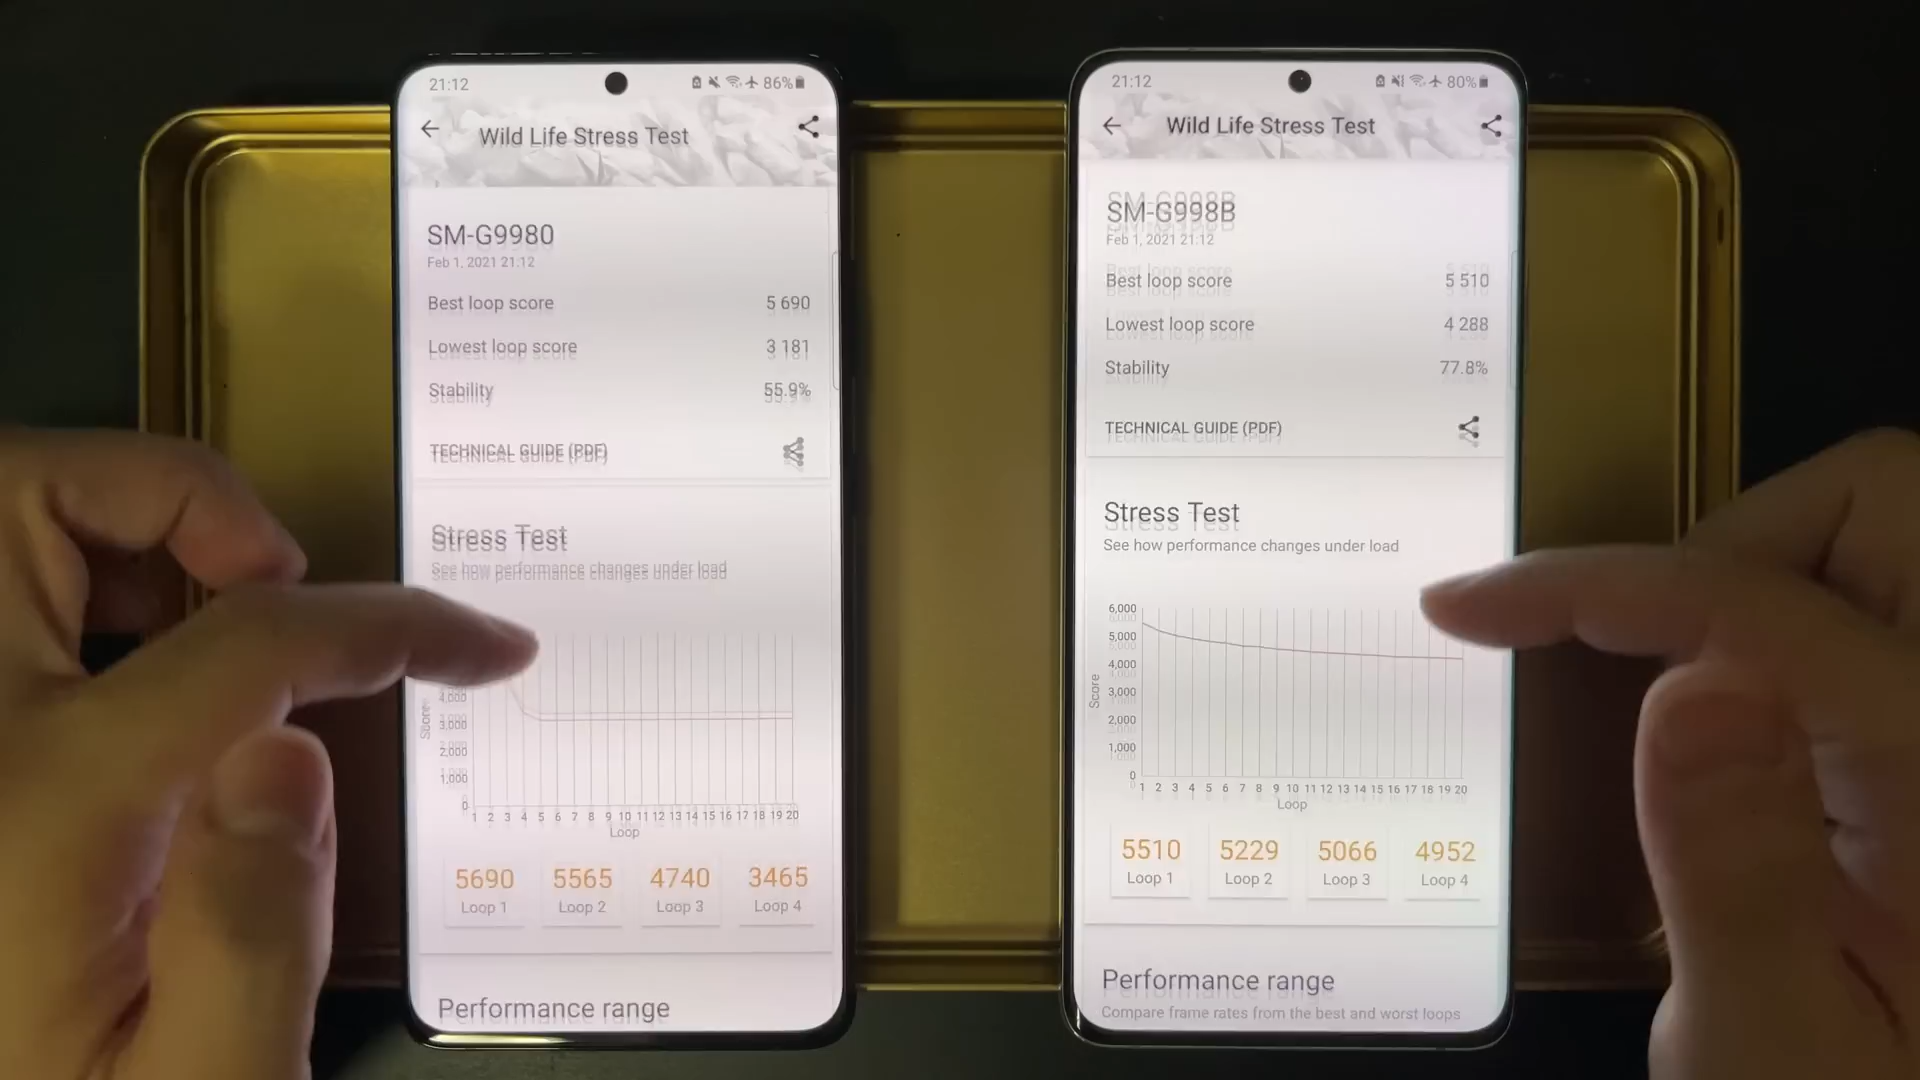 21:12
86%
Wild Life Stress Test
SM-G9980
Feb 1, 2021 21:12
Best loop score 5 690
Lowest loop score 3 181
Stability 55.9%
TECHNICAL GUIDE (PDF)
Stress Test
See how performance changes under load
4,000
3,000
2,000
1,000
0
Score
1 2 3 4 5 6 7 8 9 10 11 12 13 14 15 16 17 18 19 20
Loop
5690 5565 4740 3465
Loop 1 Loop 2 Loop 3 Loop 4
Performance range
21:12
80%
Wild Life Stress Test
SM-G998B
Feb 1, 2021 21:12
Best loop score 5 510
Lowest loop score 4 288
Stability 77.8%
TECHNICAL GUIDE (PDF)
Stress Test
See how performance changes under load
6,000
5,000
4,000
3,000
2,000
1,000
0
Score
1 2 3 4 5 6 7 8 9 10 11 12 13 14 15 16 17 18 19 20
Loop
5510 5229 5066 4952
Loop 1 Loop 2 Loop 3 Loop 4
Performance range
Compare frame rates from the best and worst loops